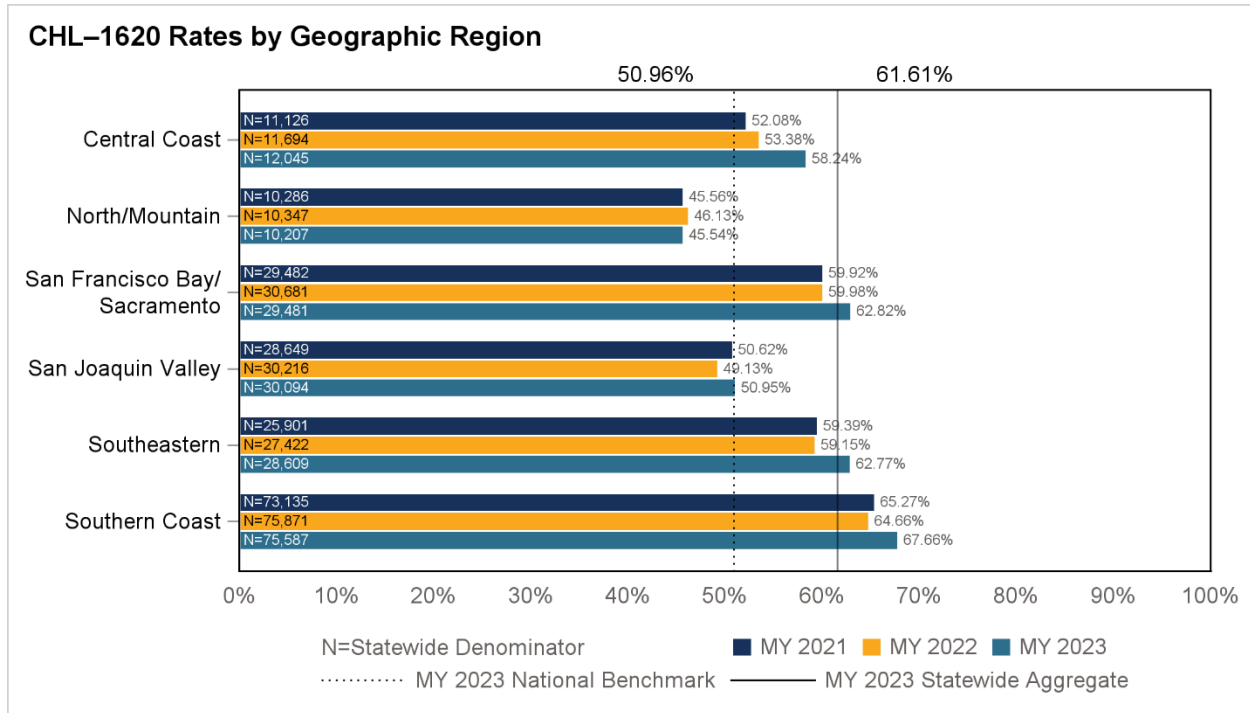 CHL–1620 Rates by Geographic Region
50.96% 61.61%
Central Coast
N=11,126 52.08%
N=11,694 53.38%
N=12,045 58.24%
North/Mountain
N=10,286 45.56%
N=10,347 46.13%
N=10,207 45.54%
San Francisco Bay/
Sacramento
N=29,482 59.92%
N=30,681 59.98%
N=29,481 62.82%
San Joaquin Valley
N=28,649 50.62%
N=30,216 49.13%
N=30,094 50.95%
Southeastern
N=25,901 59.39%
N=27,422 59.15%
N=28,609 62.77%
Southern Coast
N=73,135 65.27%
N=75,871 64.66%
N=75,587 67.66%
0% 10% 20% 30% 40% 50% 60% 70% 80% 90% 100%
N=Statewide Denominator MY 2021 MY 2022 MY 2023
MY 2023 National Benchmark MY 2023 Statewide Aggregate